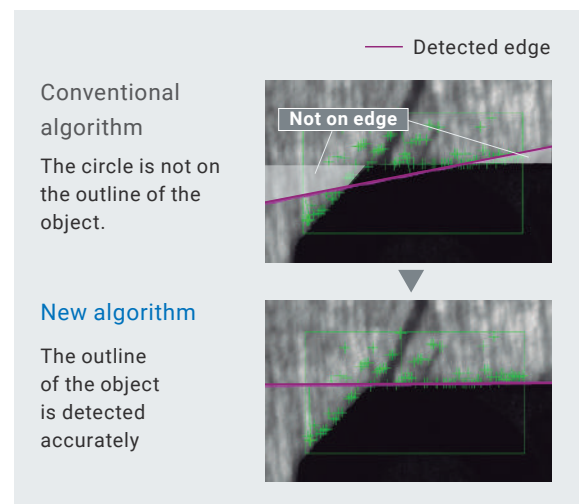 Detected edge
Conventional
algorithm
The circle is not on
the outline of the
object.
Not on edge
New algorithm
The outline
of the object
is detected
accurately